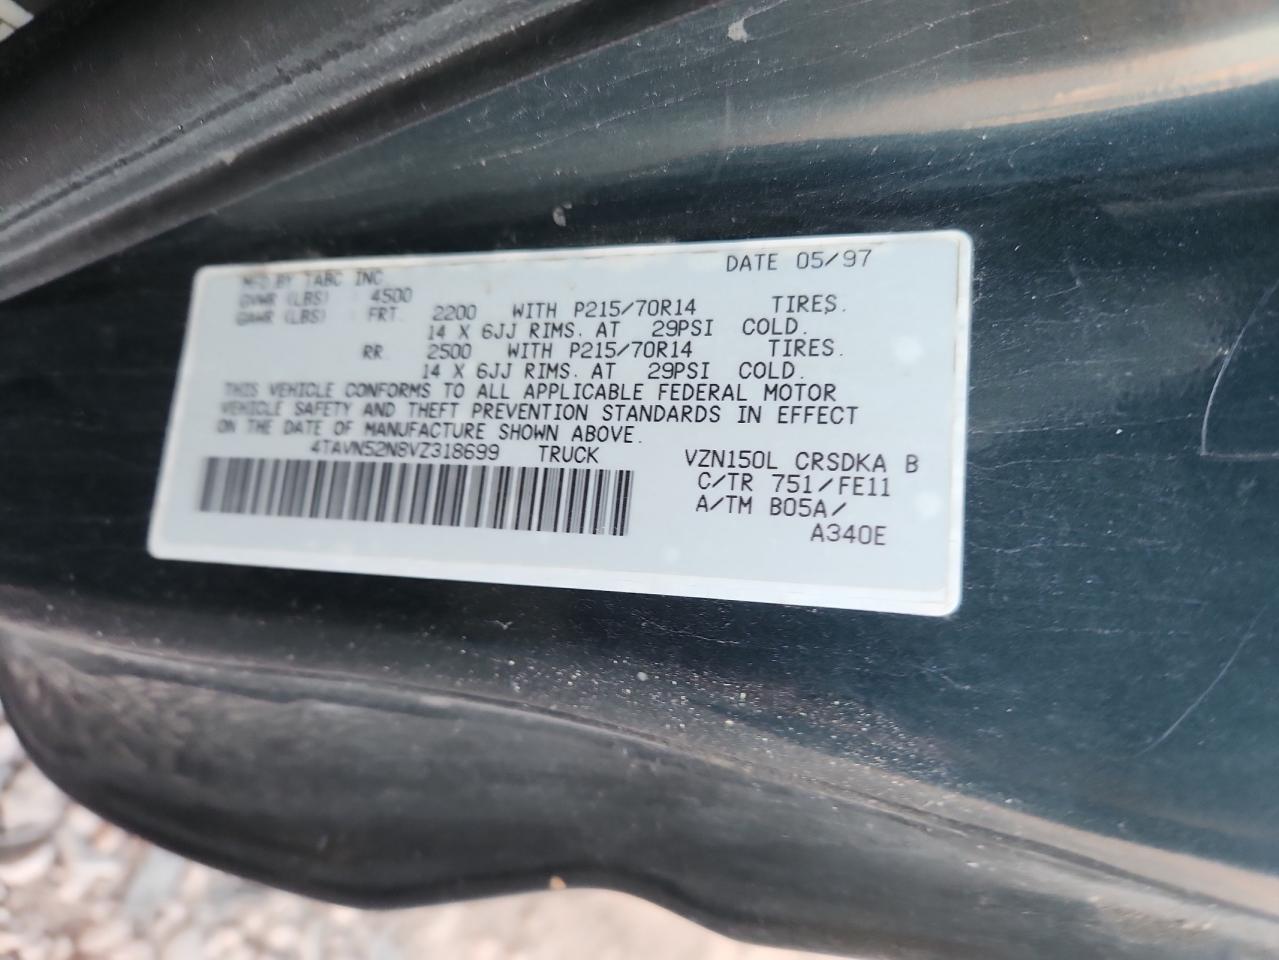 DATE 05/97
MFD BY TABC INC
GVWR (LBS) 4500
GAWR (LBS) FRT. 2200 WITH P215/70R14 TIRES.
14 X 6JJ RIMS. AT 29PSI COLD.
RR. 2500 WITH P215/70R14 TIRES.
14 X 6JJ RIMS. AT 29PSI COLD.
THIS VEHICLE CONFORMS TO ALL APPLICABLE FEDERAL MOTOR
VEHICLE SAFETY AND THEFT PREVENTION STANDARDS IN EFFECT
ON THE DATE OF MANUFACTURE SHOWN ABOVE.
4TAVN52N8VZ318699 TRUCK
VZN150L CRSDKA B
C/TR 751/FE11
A/TM B05A/
A340E